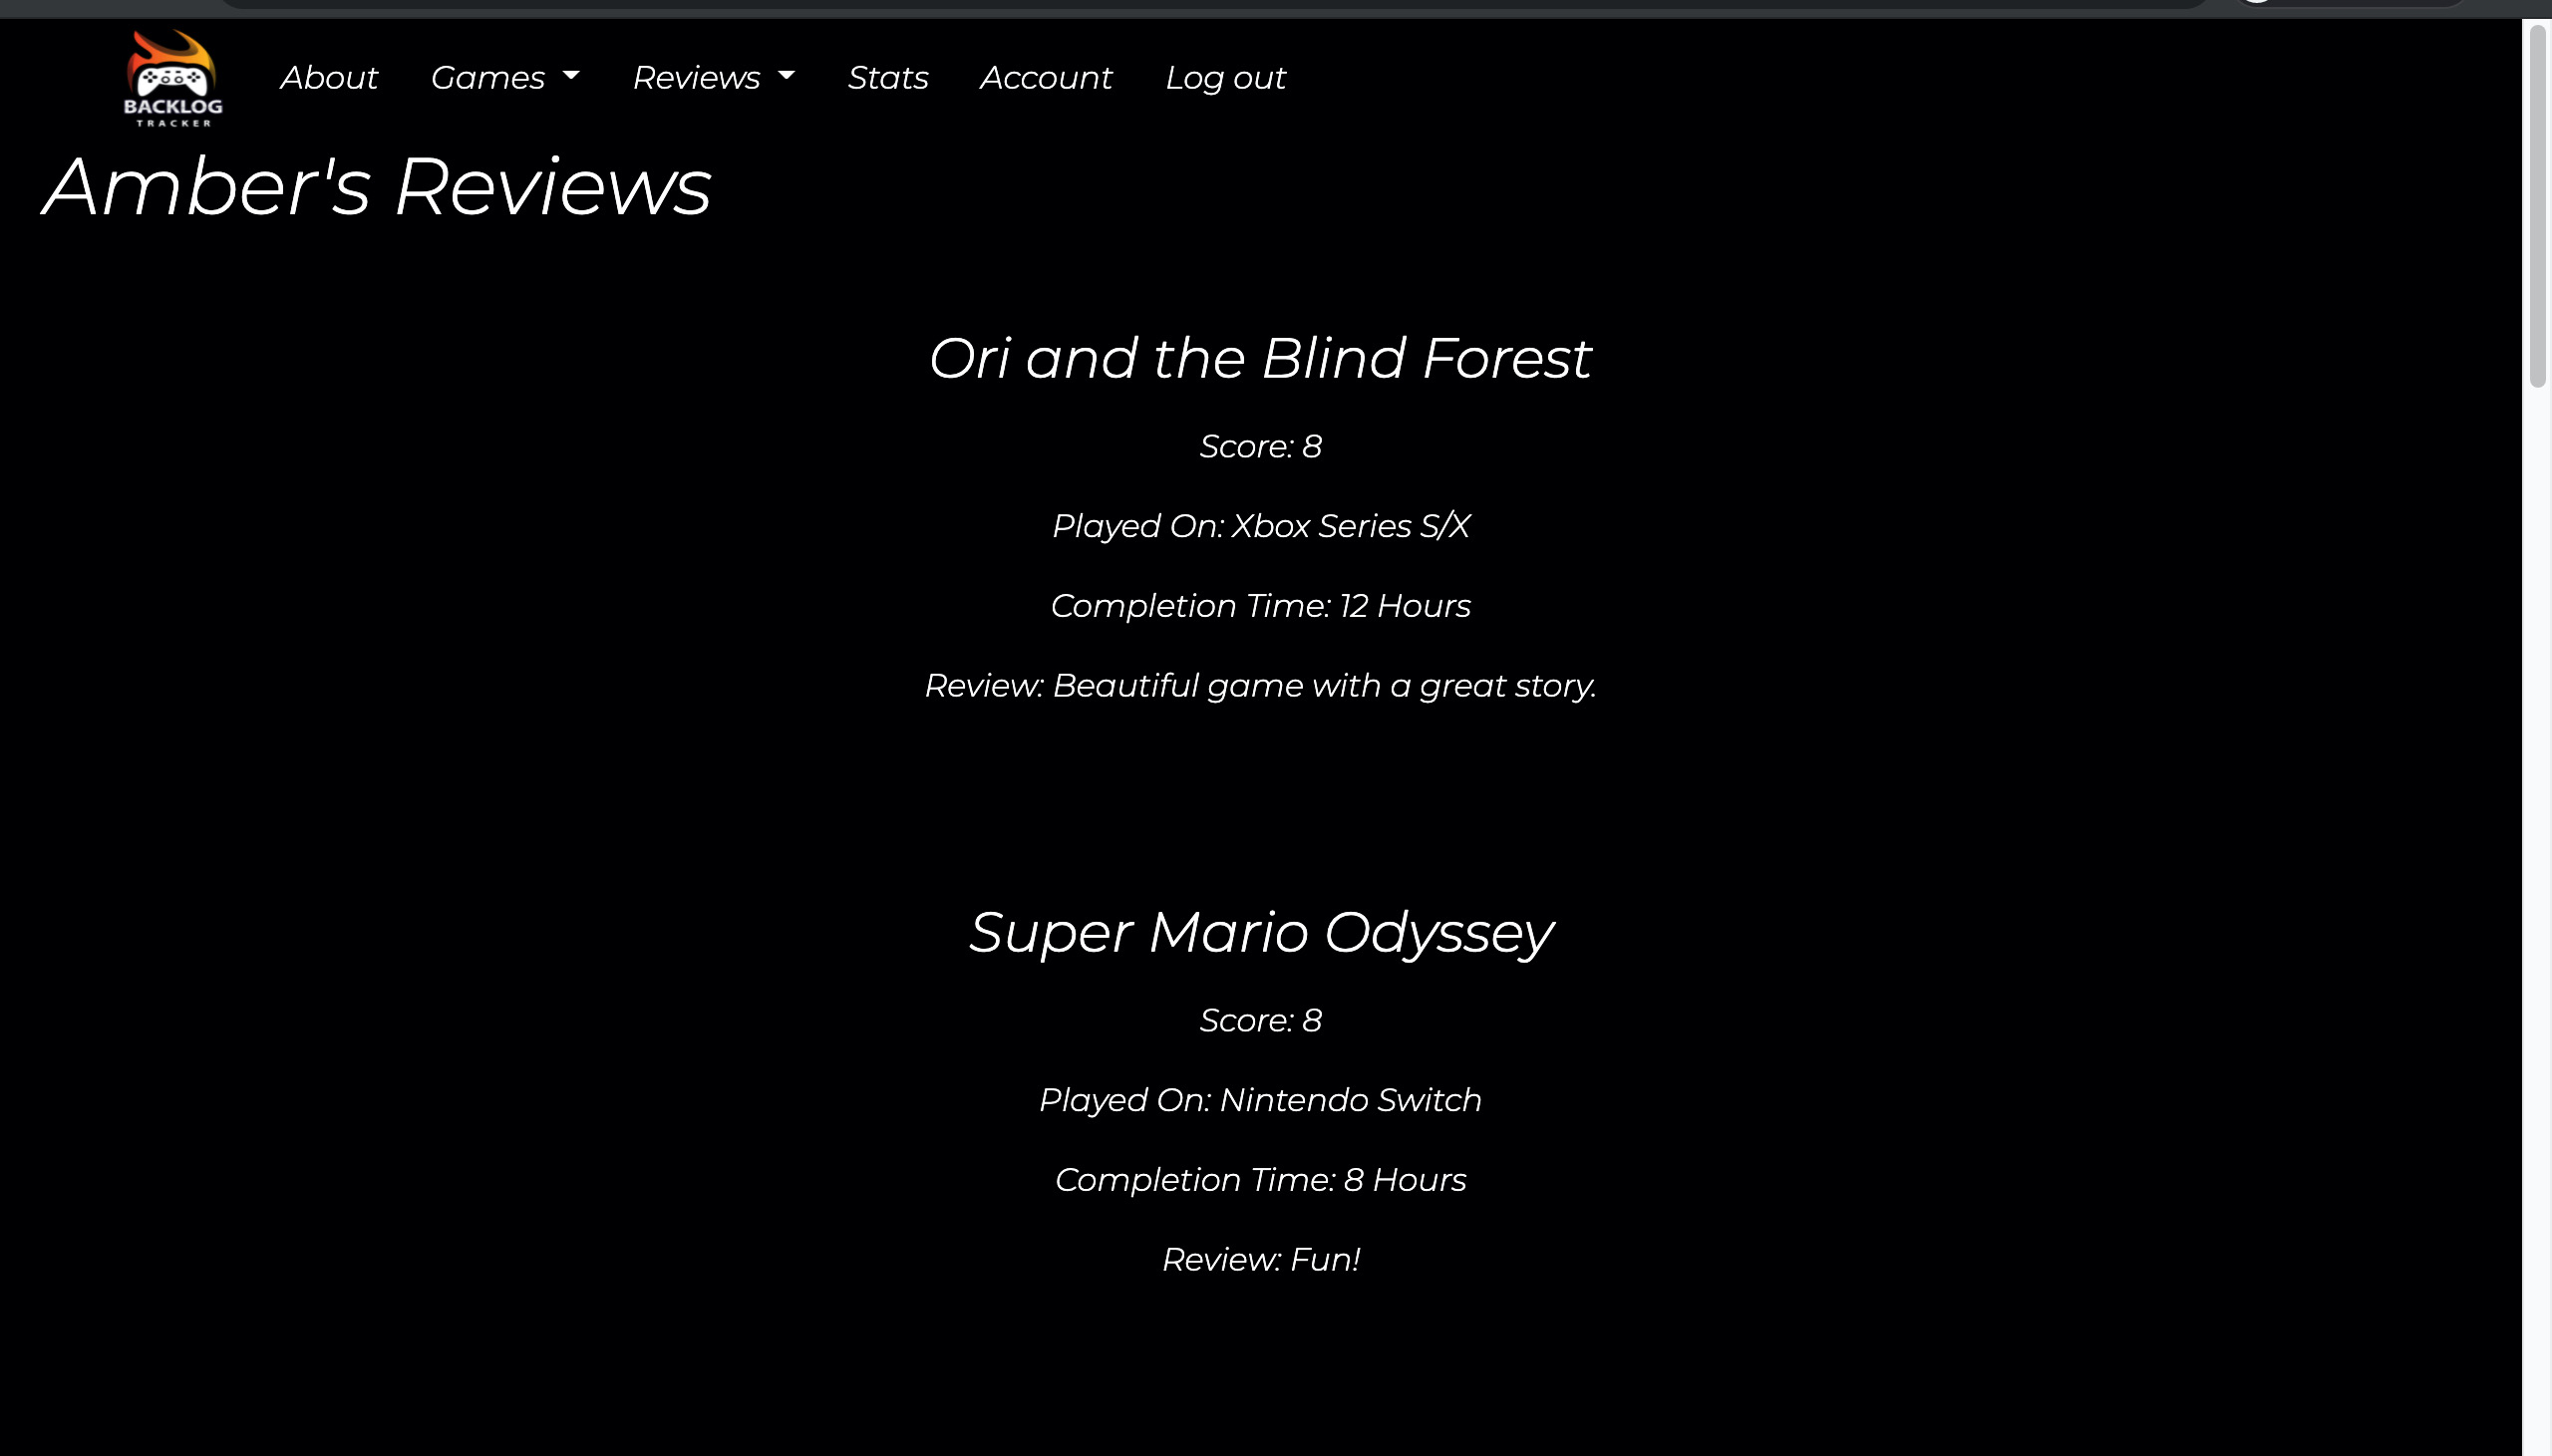 BACKLOG
TRACKER
About Games Reviews Stats Account Log out
Amber's Reviews
Ori and the Blind Forest
Score: 8
Played On: Xbox Series S/X
Completion Time: 12 Hours
Review: Beautiful game with a great story.
Super Mario Odyssey
Score: 8
Played On: Nintendo Switch
Completion Time: 8 Hours
Review: Fun!